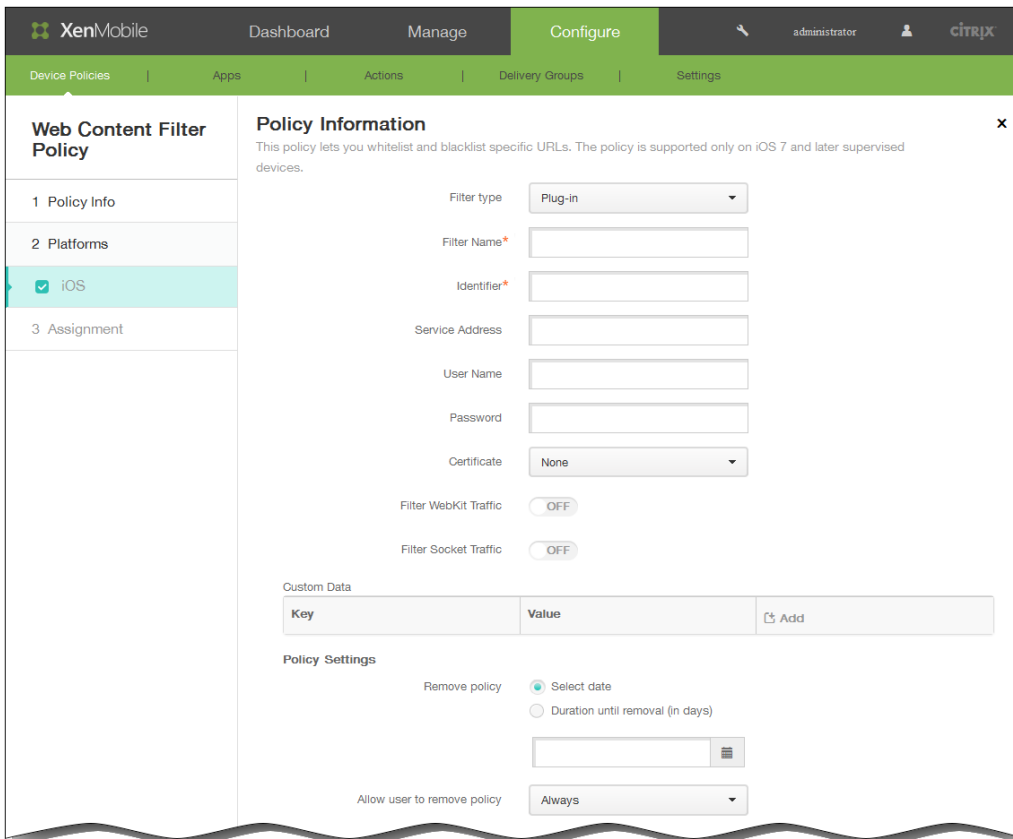 XenMobile
Dashboard
Manage
Configure
administrator
CITRIX
Device Policies | Apps | Actions | Delivery Groups | Settings
Web Content Filter
Policy
1 Policy Info
2 Platforms
iOS
3 Assignment
Policy Information
x
This policy lets you whitelist and blacklist specific URLs. The policy is supported only on iOS 7 and later supervised
devices.
Filter type Plug-in
Filter Name*
Identifier*
Service Address
User Name
Password
Certificate None
Filter WebKit Traffic OFF
Filter Socket Traffic OFF
Custom Data
Key Value Add
Policy Settings
Remove policy Select date
Duration until removal (in days)
Allow user to remove policy Always